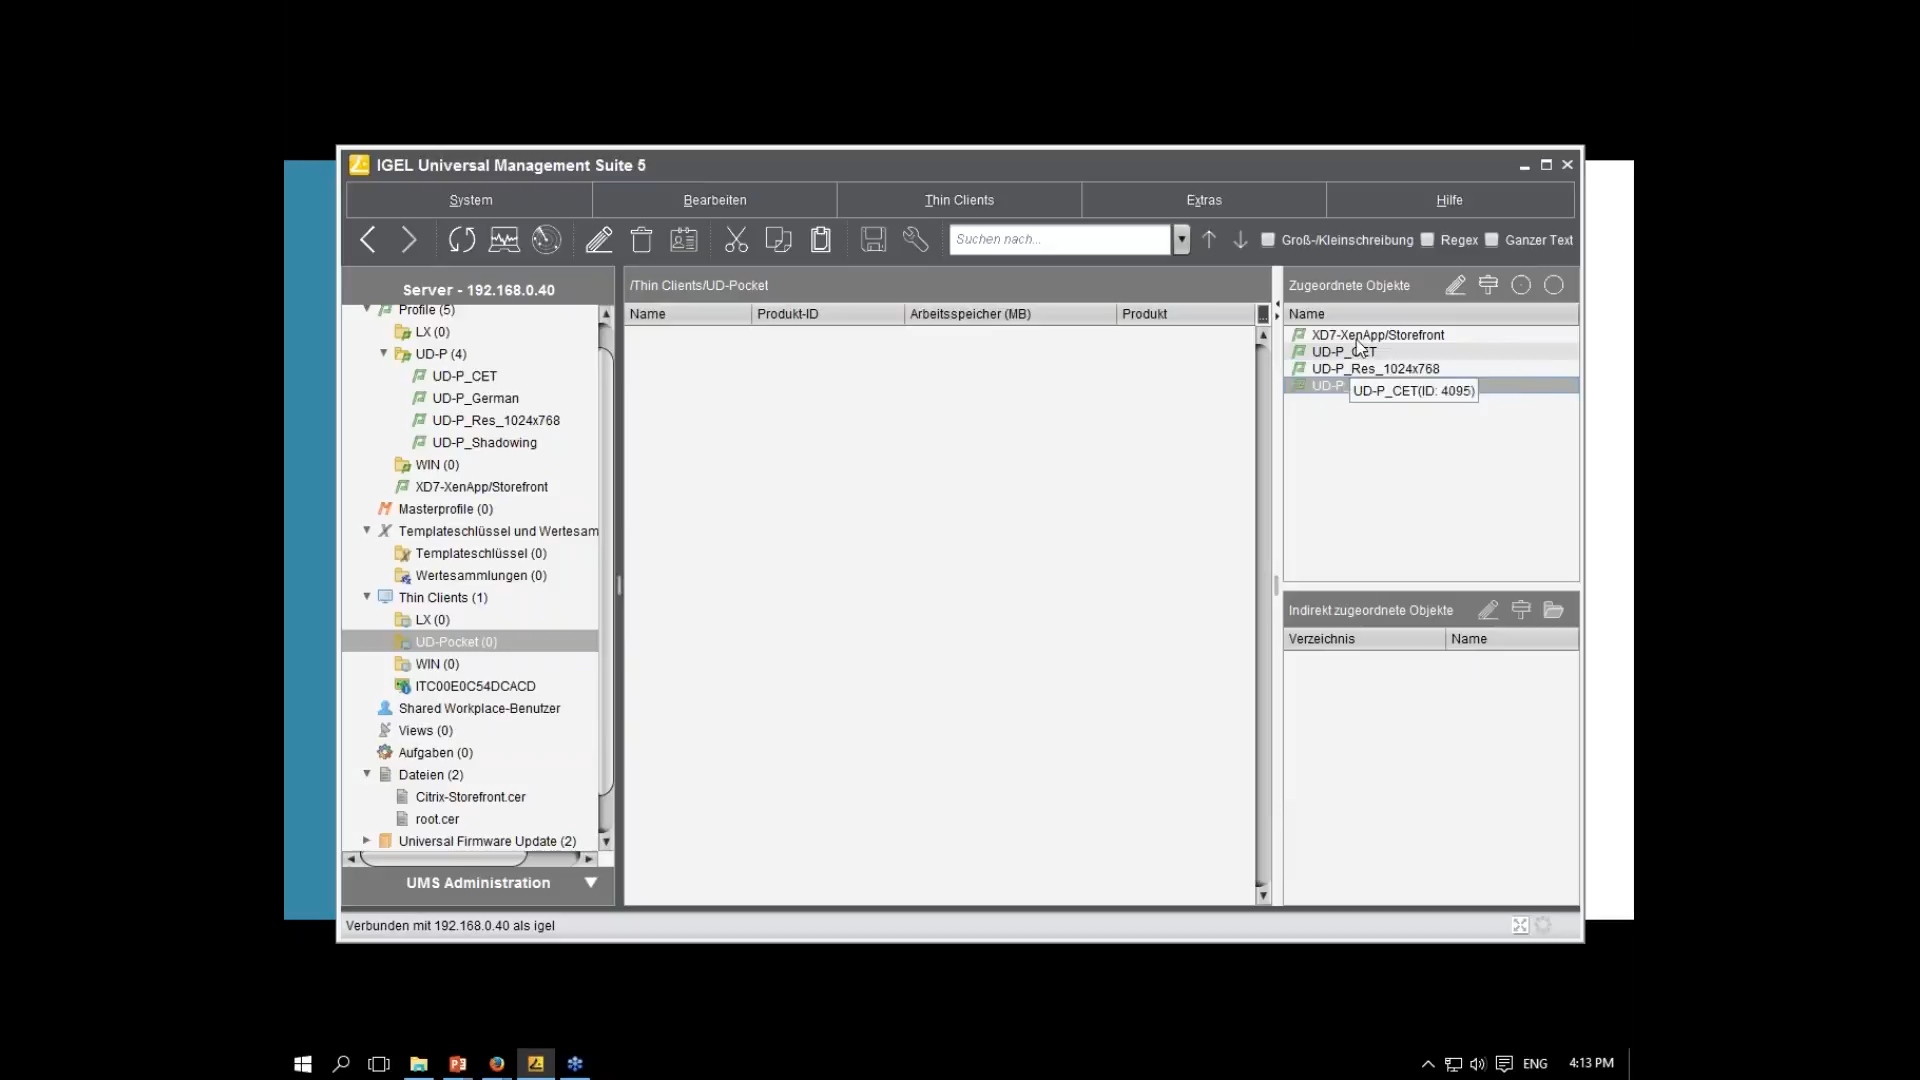 IGEL Universal Management Suite 5
System
Bearbeiten
Thin Clients
Extras
Hilfe
Suchen nach...
Groß-/Kleinschreibung
Regex
Ganzer Text
Server - 192.168.0.40
Profile (5)
LX (0)
UD-P (4)
UD-P_CET
UD-P_German
UD-P_Res_1024x768
UD-P_Shadowing
WIN (0)
XD7-XenApp/Storefront
Masterprofile (0)
Templateschlüssel und Wertesam
Templateschlüssel (0)
Wertesammlungen (0)
Thin Clients (1)
LX (0)
UD-Pocket (0)
WIN (0)
ITC00E0C54DCACD
Shared Workplace-Benutzer
Views (0)
Aufgaben (0)
Dateien (2)
Citrix-Storefront.cer
root.cer
Universal Firmware Update (2)
UMS Administration
/Thin Clients/UD-Pocket
Name
Produkt-ID
Arbeitsspeicher (MB)
Produkt
...
Zugeordnete Objekte
Name
XD7-XenApp/Storefront
UD-P_CET
UD-P_Res_1024x768
UD-P_
UD-P_CET(ID: 4095)
Indirekt zugeordnete Objekte
Verzeichnis
Name
Verbunden mit 192.168.0.40 als igel
ENG
4:13 PM